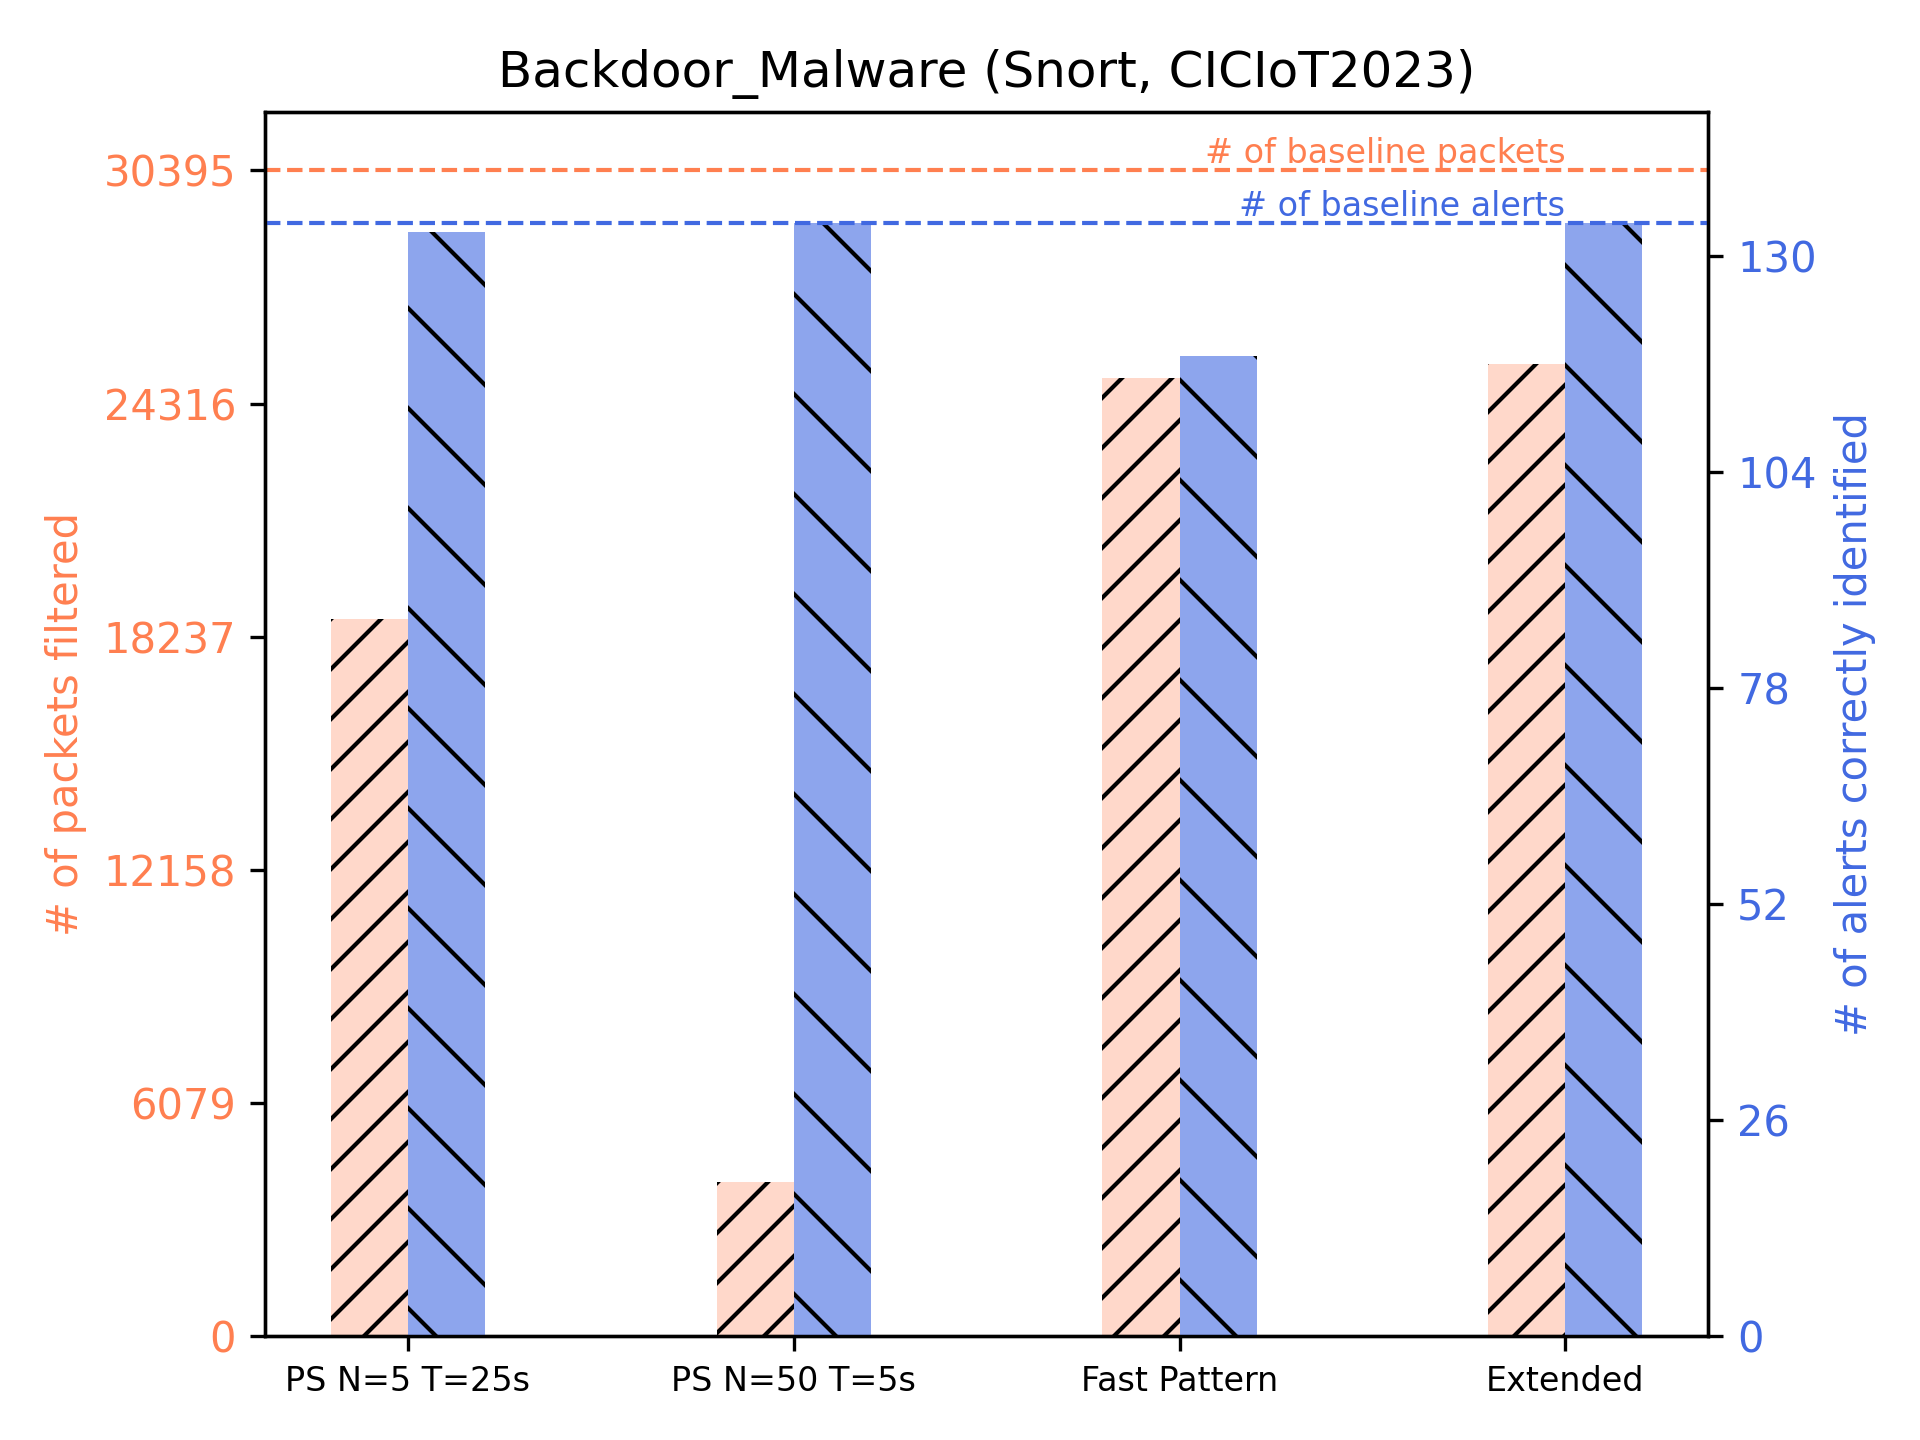 Backdoor_Malware (Snort, CICIoT2023)
# of baseline packets
# of baseline alerts
30395
24316
18237
12158
6079
0
# of packets filtered
130
104
78
52
26
0
# of alerts correctly identified
PS N=5 T=25s
PS N=50 T=5s
Fast Pattern
Extended